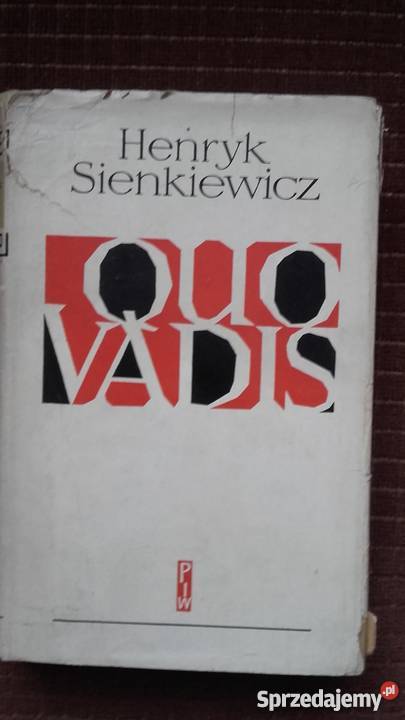 Henryk
Sienkiewicz
QUO
VADIS
PIW
Sprzedajemy.pl